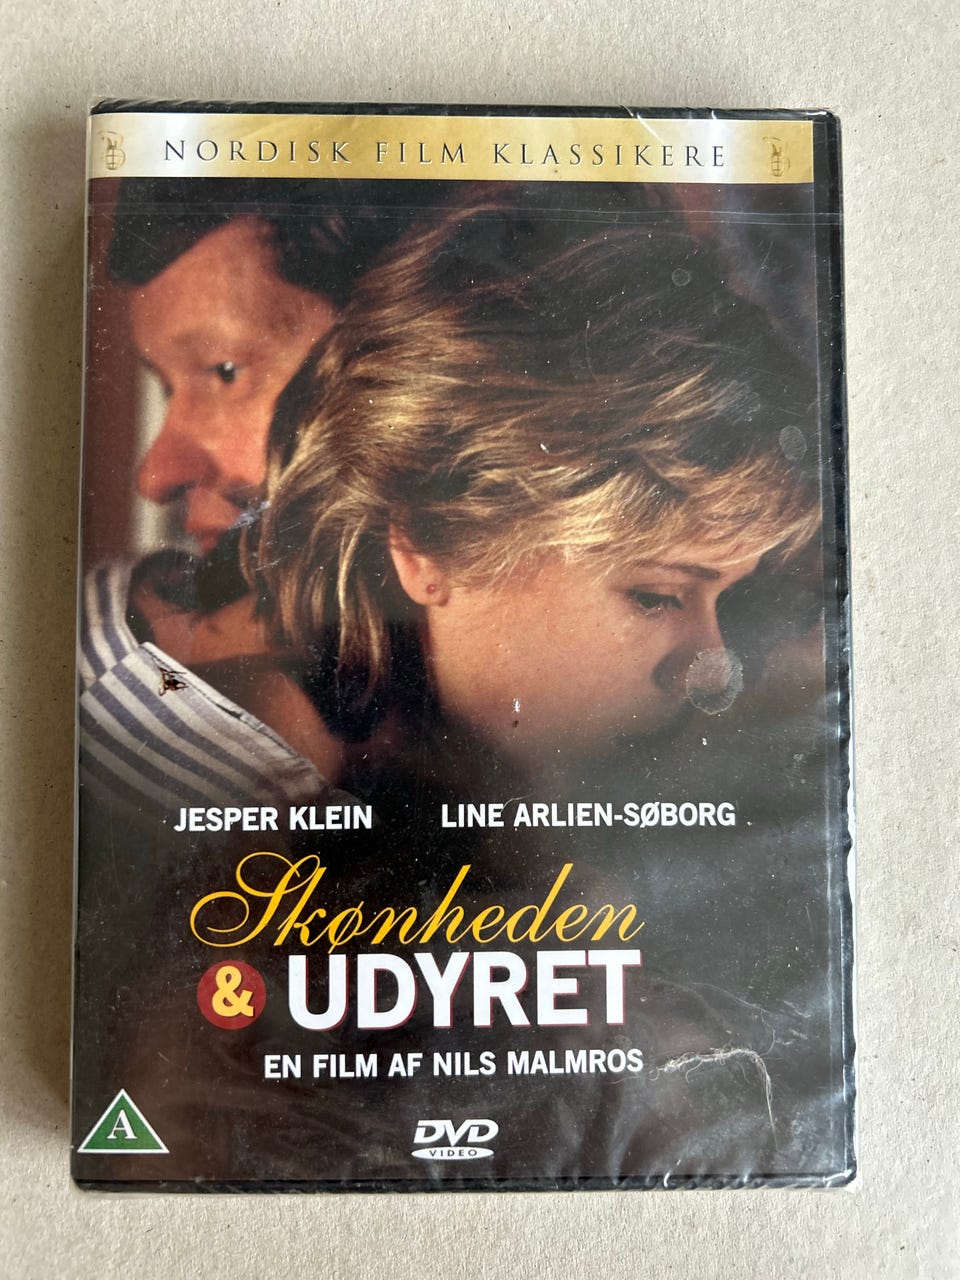 NORDISK FILM KLASSIKERE
JESPER KLEIN LINE ARLIEN-SØBORG
Skønheden
& UDYRET
EN FILM AF NILS MALMROS
A
DVD
VIDEO